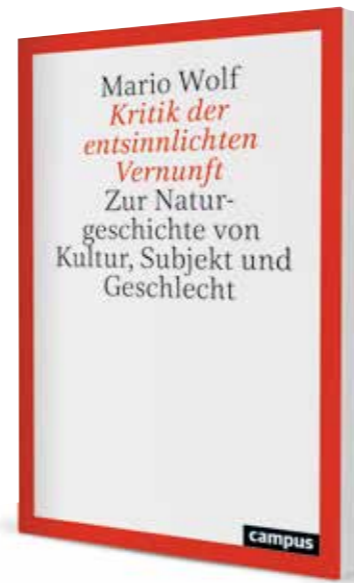 Mario Wolf
Kritik der
entsinnlichten
Vernunft
Zur Natur-
geschichte von
Kultur, Subjekt und
Geschlecht
campus